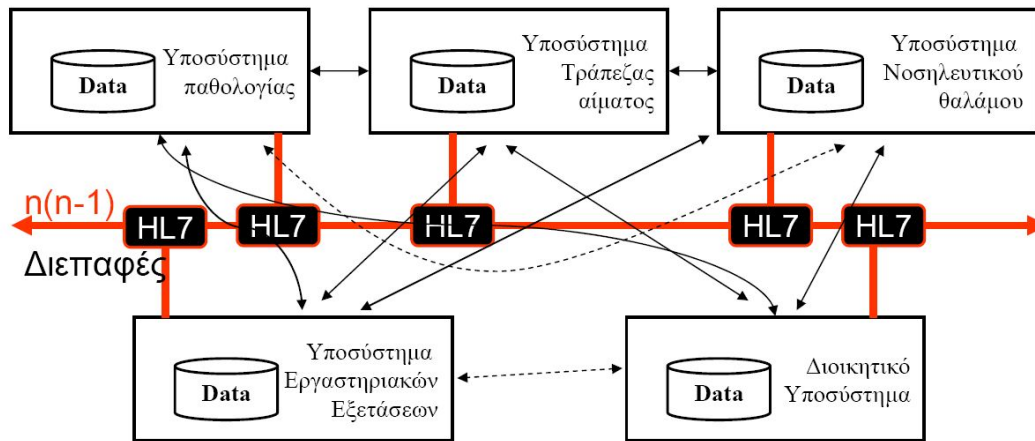 Data
Υποσύστημα
παθολογίας
Data
Υποσύστημα
Τράπεζας
αίματος
Data
Υποσύστημα
Νοσηλευτικού
θαλάμου
n(n-1)
HL7
HL7
HL7
HL7
HL7
Διεπαφές
Data
Υποσύστημα
Εργαστηριακών
Εξετάσεων
Data
Διοικητικό
Υποσύστημα